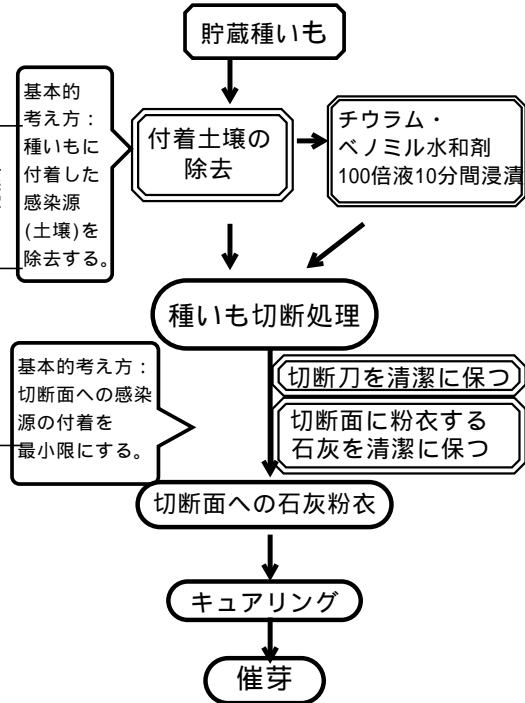 貯蔵種いも
基本的
考え方：
種いもに
付着した
感染源
(土壌)を
除去する。
付着土壌の
除去
チウラム・
ベノミル水和剤
100倍液10分間浸漬
種いも切断処理
基本的考え方：
切断面への感染
源の付着を
最小限にする。
切断刀を清潔に保つ
切断面に粉衣する
石灰を清潔に保つ
切断面への石灰粉衣
キュアリング
催芽